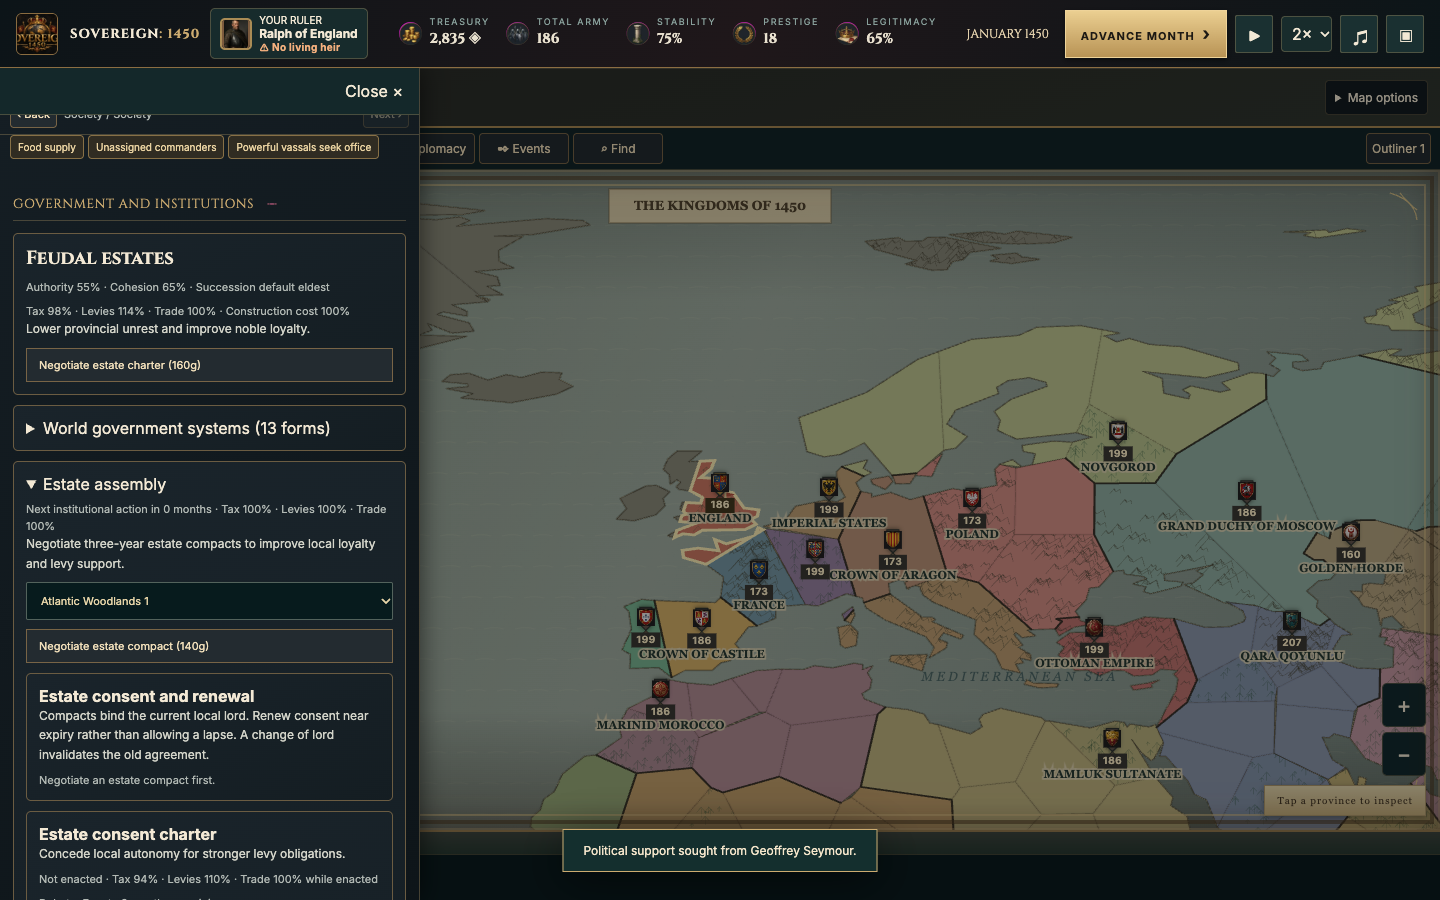 SOVEREIGN: 1450
YOUR RULER
Ralph of England
⚠ No living heir
TREASURY
2,835
TOTAL ARMY
186
STABILITY
75%
PRESTIGE
18
LEGITIMACY
65%
JANUARY 1450
ADVANCE MONTH ›
2×
Close ×
‹ Back
Society / Society
Next ›
Map options
Food supply
Unassigned commanders
Powerful vassals seek office
plomacy
Events
Find
Outliner 1
GOVERNMENT AND INSTITUTIONS
FEUDAL ESTATES
Authority 55% · Cohesion 65% · Succession default eldest
Tax 98% · Levies 114% · Trade 100% · Construction cost 100%
Lower provincial unrest and improve noble loyalty.
Negotiate estate charter (160g)
World government systems (13 forms)
Estate assembly
Next institutional action in 0 months · Tax 100% · Levies 100% · Trade
100%
Negotiate three-year estate compacts to improve local loyalty
and levy support.
Atlantic Woodlands 1
Negotiate estate compact (140g)
Estate consent and renewal
Compacts bind the current local lord. Renew consent near
expiry rather than allowing a lapse. A change of lord
invalidates the old agreement.
Negotiate an estate compact first.
Estate consent charter
Concede local autonomy for stronger levy obligations.
Not enacted · Tax 94% · Levies 110% · Trade 100% while enacted
THE KINGDOMS OF 1450
199
NOVGOROD
186
ENGLAND
199
IMPERIAL STATES
173
POLAND
186
GRAND DUCHY OF MOSCOW
160
GOLDEN HORDE
199
173
CROWN OF ARAGON
173
FRANCE
199
186
CROWN OF CASTILE
199
OTTOMAN EMPIRE
207
QARA QOYUNLU
MEDITERRANEAN SEA
186
MARINID MOROCCO
186
MAMLUK SULTANATE
+
−
Tap a province to inspect
Political support sought from Geoffrey Seymour.